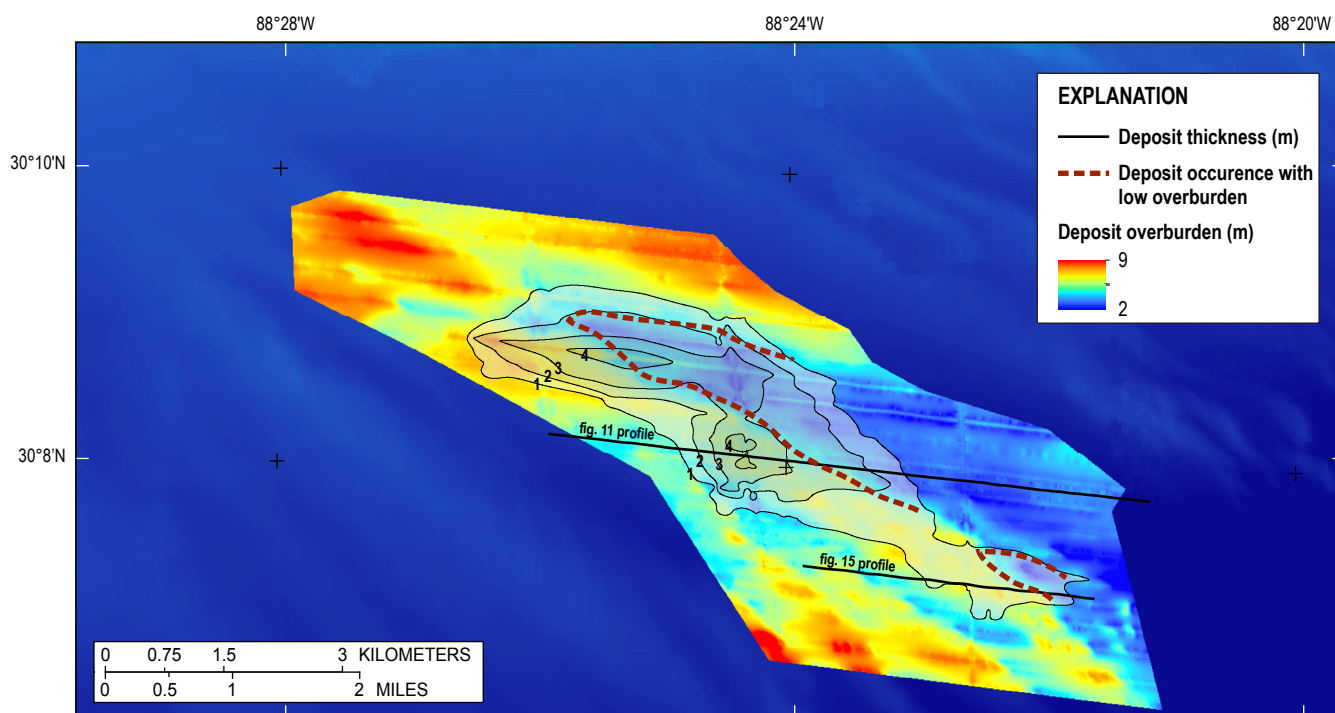 88°28'W 88°24'W 88°20'W
30°10'N
30°8'N
EXPLANATION
Deposit thickness (m)
Deposit occurence with
low overburden
Deposit overburden (m)
9
2
4
3
2
1
fig. 11 profile
4
3
2
1
fig. 15 profile
0 0.75 1.5 3 KILOMETERS
0 0.5 1 2 MILES